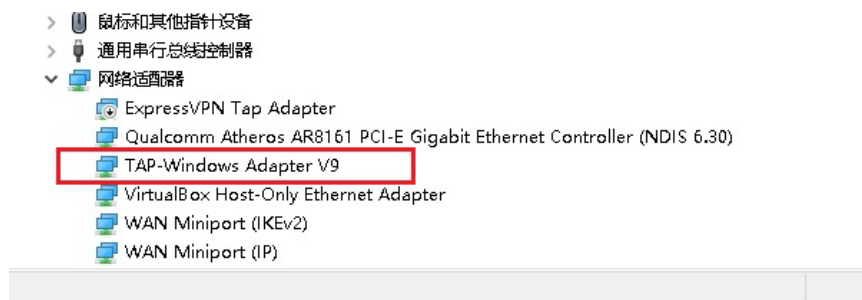 鼠标和其他指针设备
通用串行总线控制器
网络适配器
ExpressVPN Tap Adapter
Qualcomm Atheros AR8161 PCI-E Gigabit Ethernet Controller (NDIS 6.30)
TAP-Windows Adapter V9
VirtualBox Host-Only Ethernet Adapter
WAN Miniport (IKEv2)
WAN Miniport (IP)